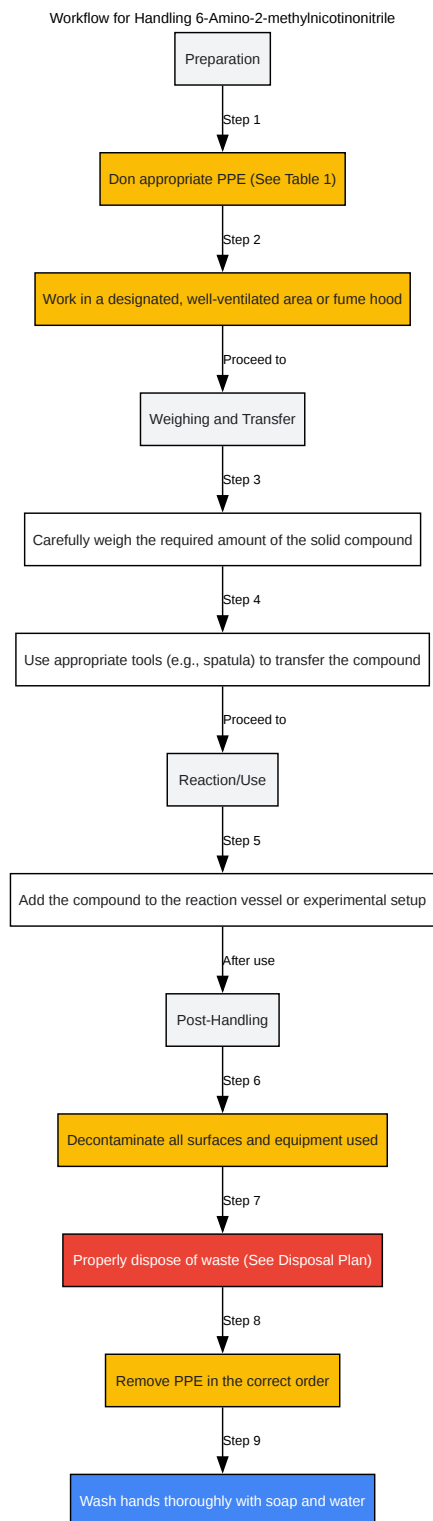 Workflow for Handling 6-Amino-2-methylnicotinonitrile
Preparation
Step 1
Don appropriate PPE (See Table 1)
Step 2
Work in a designated, well-ventilated area or fume hood
Proceed to
Weighing and Transfer
Step 3
Carefully weigh the required amount of the solid compound
Step 4
Use appropriate tools (e.g., spatula) to transfer the compound
Proceed to
Reaction/Use
Step 5
Add the compound to the reaction vessel or experimental setup
After use
Post-Handling
Step 6
Decontaminate all surfaces and equipment used
Step 7
Properly dispose of waste (See Disposal Plan)
Step 8
Remove PPE in the correct order
Step 9
Wash hands thoroughly with soap and water